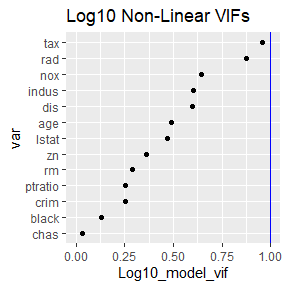 Log10 Non-Linear VIFs
var
tax
rad
nox
indus
dis
age
lstat
zn
rm
ptratio
crim
black
chas
0.00 0.25 0.50 0.75 1.00
Log10_model_vif